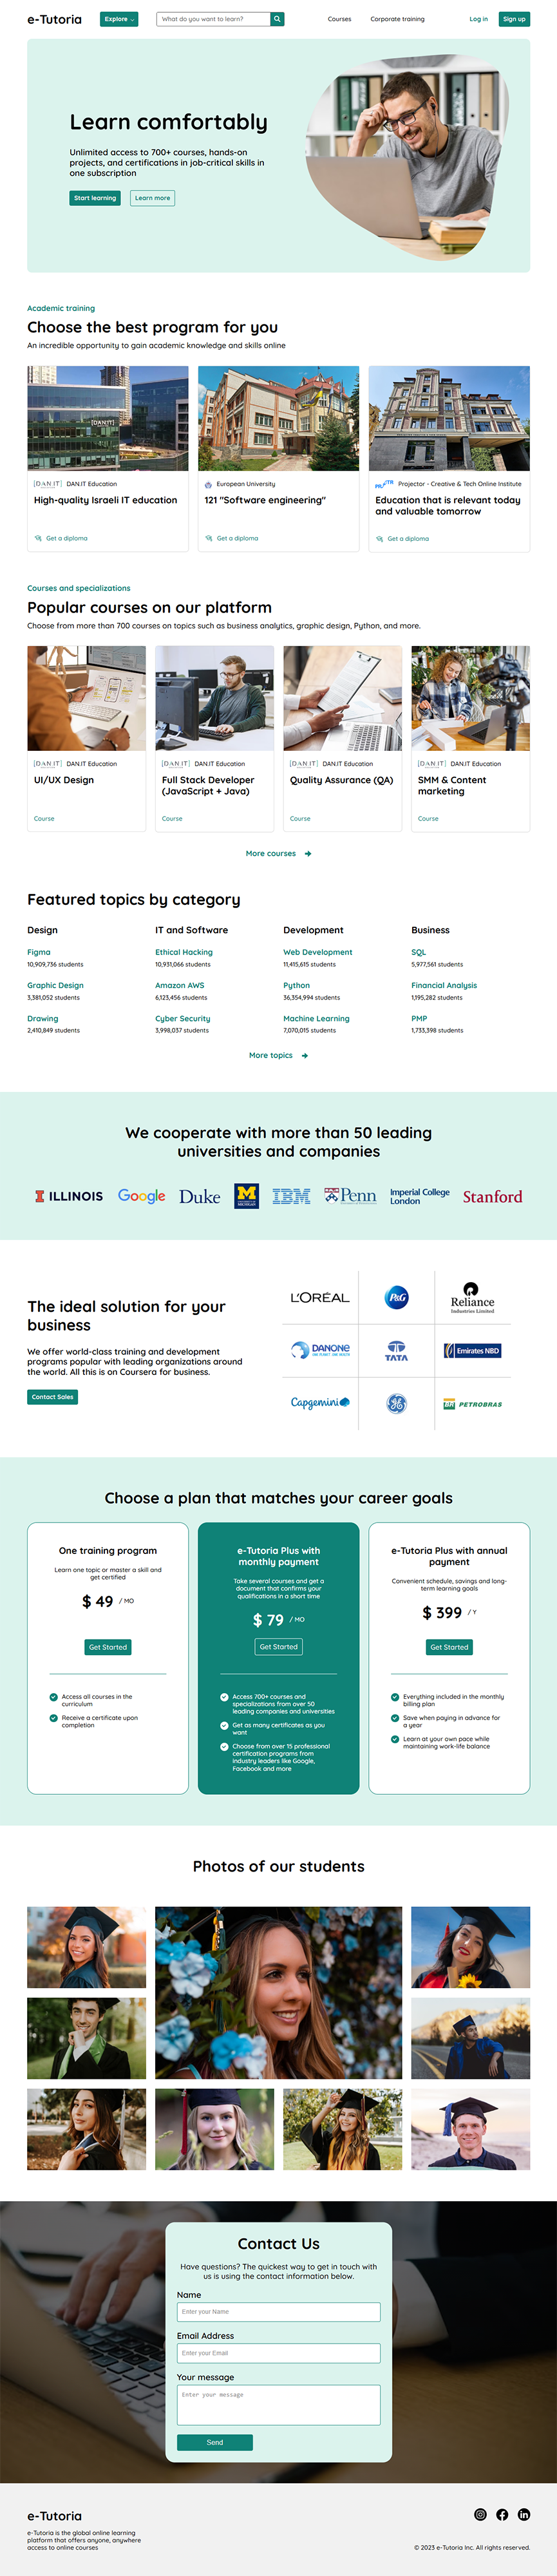 e-Tutoria
Explore
What do you want to learn?
Courses
Corporate training
Log in
Sign up
Learn comfortably
Unlimited access to 700+ courses, hands-on
projects, and certifications in job-critical skills in
one subscription
Start learning
Learn more
Academic training
Choose the best program for you
An incredible opportunity to gain academic knowledge and skills online
[DAN.IT]
[DAN.IT] DAN.IT Education
High-quality Israeli IT education
Get a diploma
European University
121 "Software engineering"
Get a diploma
Projector - Creative & Tech Online Institute
Education that is relevant today
and valuable tomorrow
Get a diploma
Courses and specializations
Popular courses on our platform
Choose from more than 700 courses on topics such as business analytics, graphic design, Python, and more.
[DAN.IT] DAN.IT Education
UI/UX Design
Course
[DAN.IT] DAN.IT Education
Full Stack Developer
(JavaScript + Java)
Course
[DAN.IT] DAN.IT Education
Quality Assurance (QA)
Course
[DAN.IT] DAN.IT Education
SMM & Content
marketing
Course
More courses
Featured topics by category
Design
Figma
10,909,736 students
Graphic Design
3,381,052 students
Drawing
2,410,849 students
IT and Software
Ethical Hacking
10,931,066 students
Amazon AWS
6,123,456 students
Cyber Security
3,998,037 students
Development
Web Development
11,415,615 students
Python
36,354,994 students
Machine Learning
7,070,015 students
Business
SQL
5,977,561 students
Financial Analysis
1,195,282 students
PMP
1,733,398 students
More topics
We cooperate with more than 50 leading
universities and companies
I ILLINOIS
Google
Duke
M
MICHIGAN
IBM
Penn
Imperial College
London
Stanford
The ideal solution for your
business
We offer world-class training and development
programs popular with leading organizations around
the world. All this is on Coursera for business.
Contact Sales
L'ORÉAL
P&G
Reliance
Industries Limited
DANONE
ONE PLANET. ONE HEALTH
TATA
Emirates NBD
Capgemini
GE
BR PETROBRAS
Choose a plan that matches your career goals
One training program
Learn one topic or master a skill and
get certified
$ 49 / MO
Get Started
Access all courses in the
curriculum
Receive a certificate upon
completion
e-Tutoria Plus with
monthly payment
Take several courses and get a
document that confirms your
qualifications in a short time
$ 79 / MO
Get Started
Access 700+ courses and
specializations from over 50
leading companies and universities
Get as many certificates as you
want
Choose from over 15 professional
certification programs from
industry leaders like Google,
Facebook and more
e-Tutoria Plus with annual
payment
Convenient schedule, savings and long-
term learning goals
$ 399 / Y
Get Started
Everything included in the monthly
billing plan
Save when paying in advance for
a year
Learn at your own pace while
maintaining work-life balance
Photos of our students
Contact Us
Have questions? The quickest way to get in touch with
us is using the contact information below.
Name
Enter your Name
Email Address
Enter your Email
Your message
Enter your message
Send
e-Tutoria
e-Tutoria is the global online learning
platform that offers anyone, anywhere
access to online courses
© 2023 e-Tutoria Inc. All rights reserved.